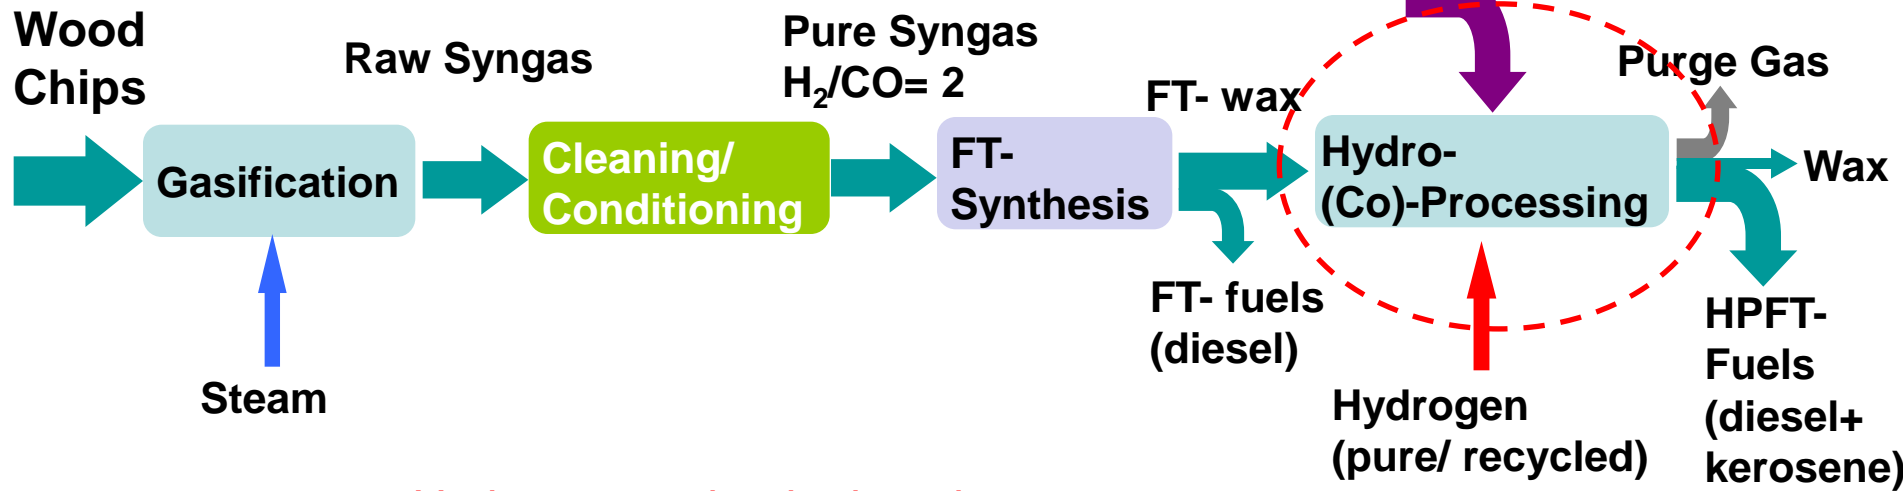 Wood
Chips
Raw Syngas
Pure Syngas
H₂/CO= 2
FT- wax
Purge Gas
Gasification
Cleaning/
Conditioning
FT-
Synthesis
Hydro-
(Co)-Processing
Wax
Steam
FT- fuels
(diesel)
Hydrogen
(pure/ recycled)
HPFT-
Fuels
(diesel+
kerosene)